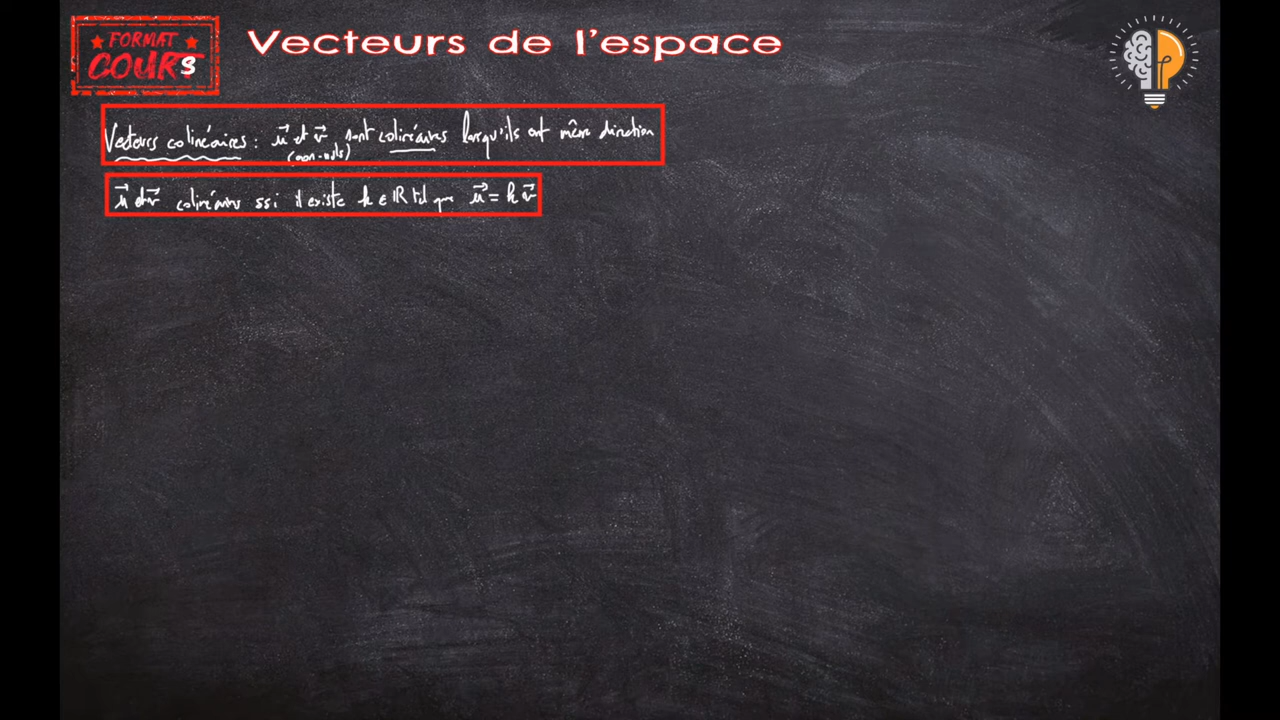 FORMAT
COURS
Vecteurs de l'espace
Vecteurs colinéaires : u⃗ et v⃗ sont colinéaires lorsqu'ils ont même direction
(non-nuls)
u⃗ et v⃗ colinéaires ssi il existe k ∈ ℝ tel que u⃗ = k v⃗